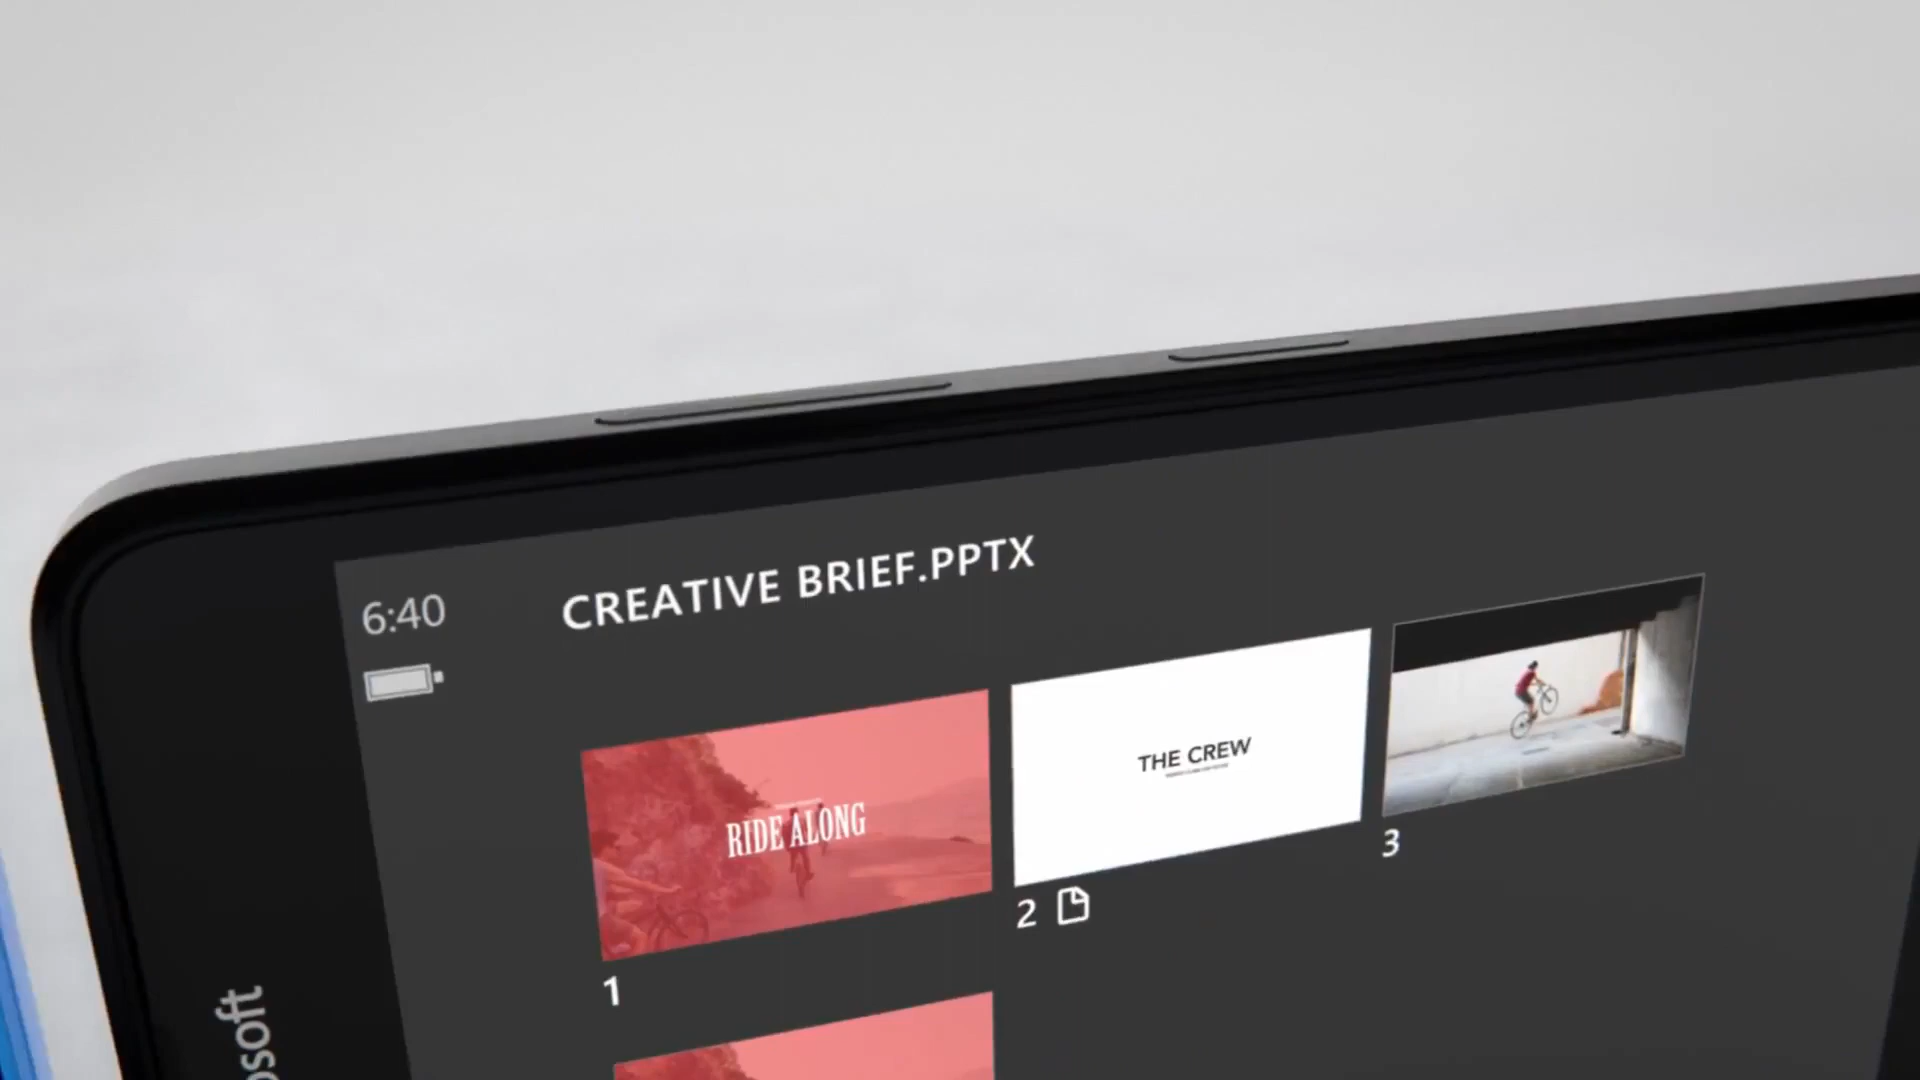 6:40
CREATIVE BRIEF.PPTX
RIDE ALONG
THE CREW
1
2
3
osoft